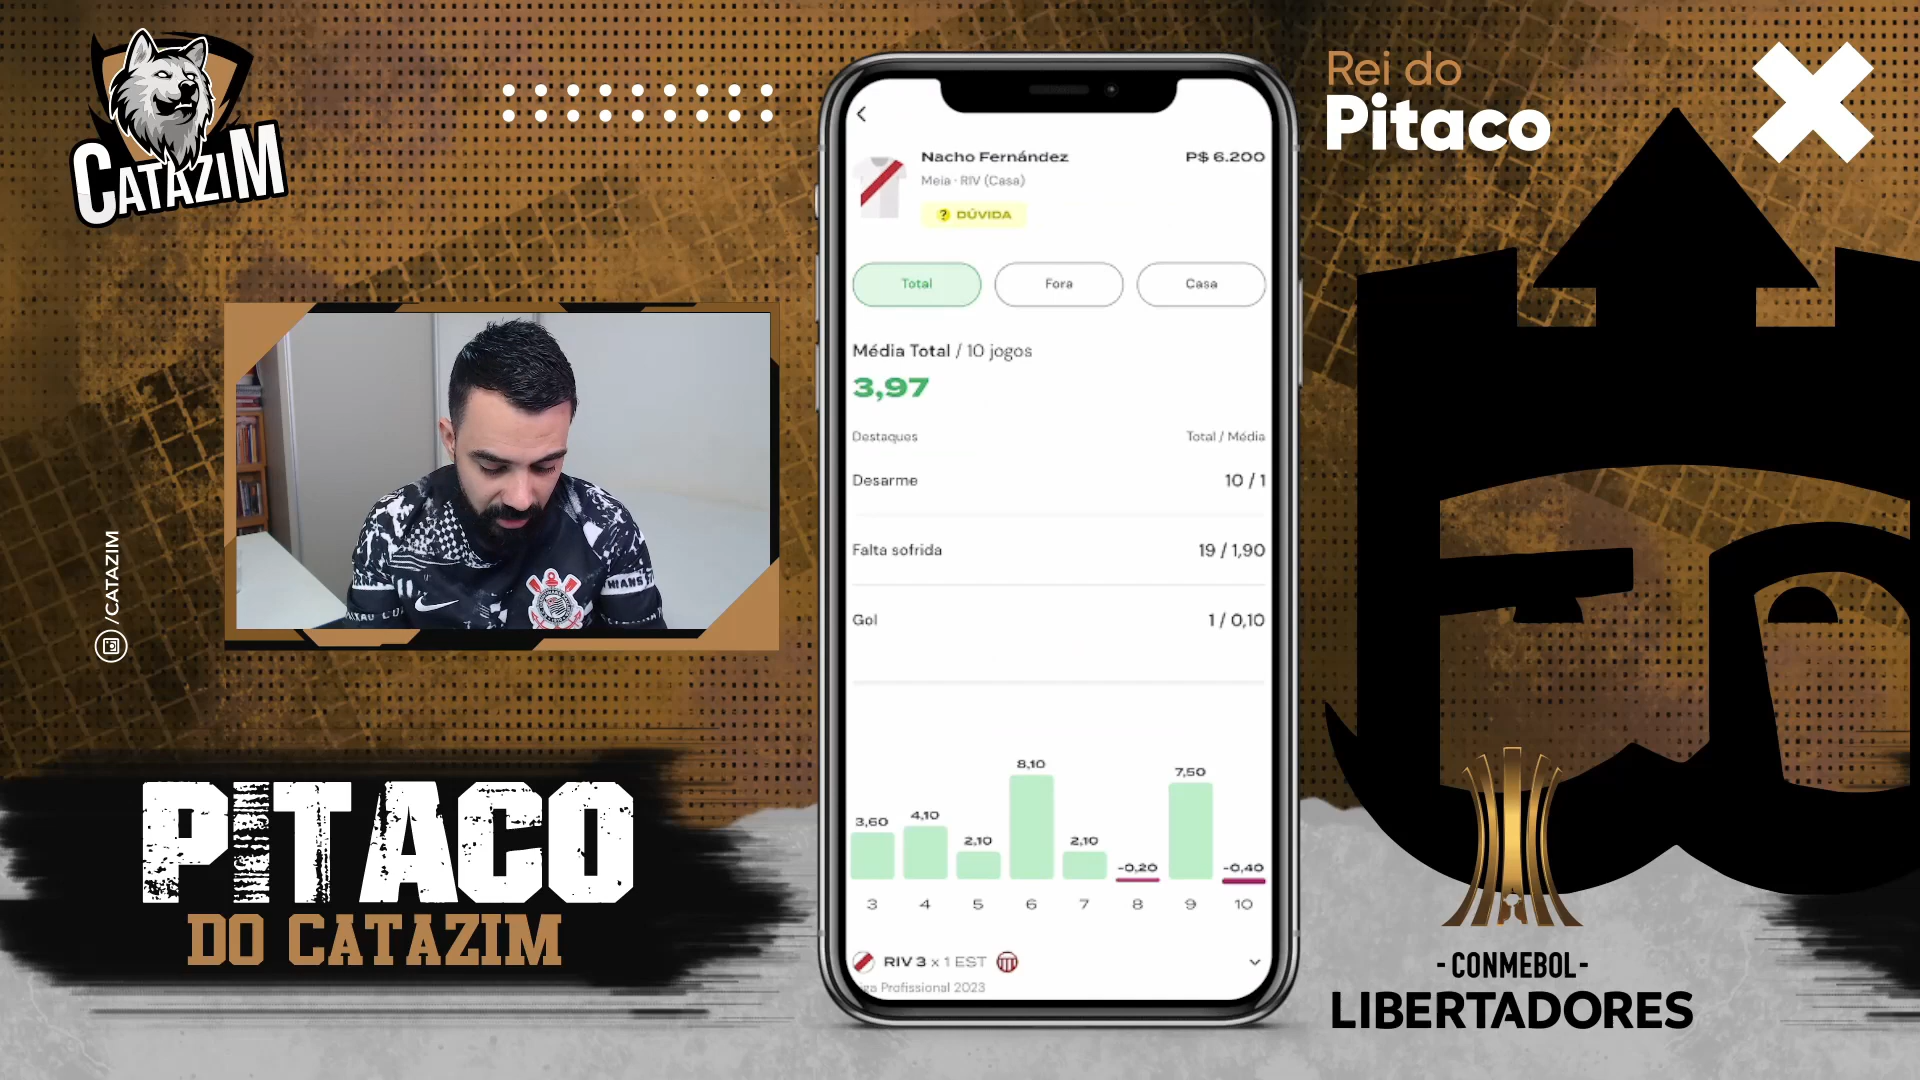 CATAZIM
/CATAZIM
PITACO
DO CATAZIM
Nacho Fernández
P$ 6.200
Meia · RIV (Casa)
? DÚVIDA
Total
Fora
Casa
Média Total / 10 jogos
3,97
Destaques
Total / Média
Desarme
10 / 1
Falta sofrida
19 / 1,90
Gol
1 / 0,10
3,60
4,10
2,10
8,10
2,10
-0,20
7,50
-0,40
3
4
5
6
7
8
9
10
RIV 3 x 1 EST
iga Profissional 2023
Rei do
Pitaco
-CONMEBOL-
LIBERTADORES